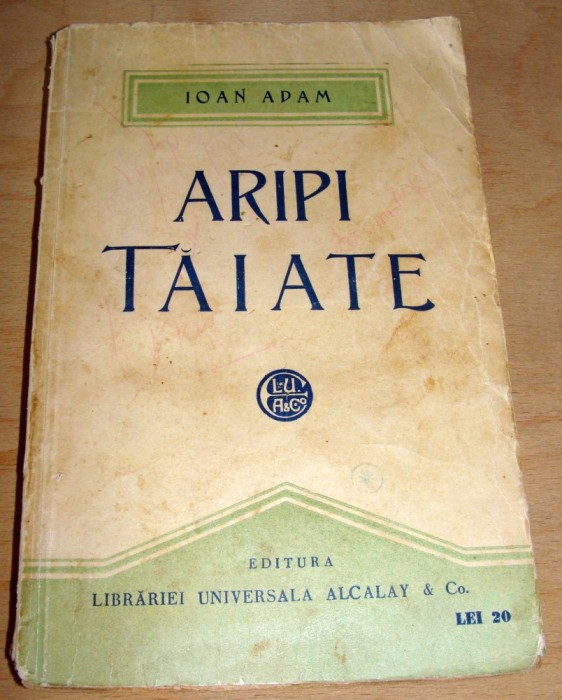 IOAN ADAM
ARIPI
TĂIATE
L.U.
A&Co
EDITURA
LIBRĂRIEI UNIVERSALA ALCALAY & Co.
LEI 20